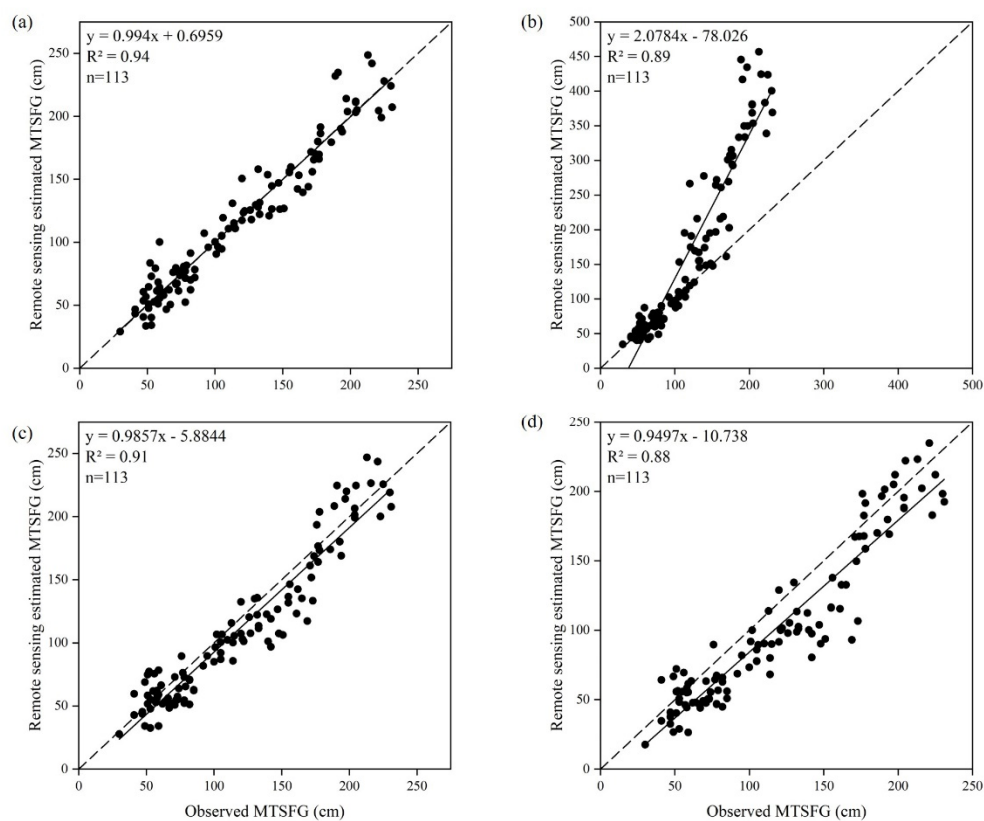 (a)
y = 0.994x + 0.6959
R² = 0.94
n=113
Remote sensing estimated MTSFG (cm)
250
200
150
100
50
0
0 50 100 150 200 250
(b)
y = 2.0784x - 78.026
R² = 0.89
n=113
Remote sensing estimated MTSFG (cm)
500
450
400
350
300
250
200
150
100
50
0
0 100 200 300 400 500
(c)
y = 0.9857x - 5.8844
R² = 0.91
n=113
Remote sensing estimated MTSFG (cm)
250
200
150
100
50
0
0 50 100 150 200 250
Observed MTSFG (cm)
(d)
y = 0.9497x - 10.738
R² = 0.88
n=113
Remote sensing estimated MTSFG (cm)
250
200
150
100
50
0
0 50 100 150 200 250
Observed MTSFG (cm)